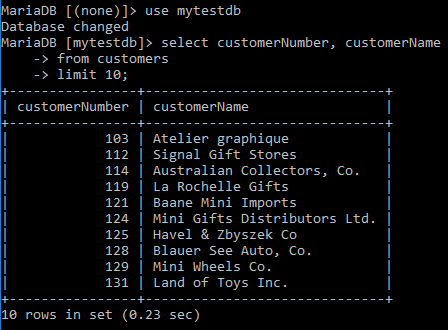 MariaDB [(none)]> use mytestdb
Database changed
MariaDB [mytestdb]> select customerNumber, customerName
    -> from customers
    -> limit 10;
+----------------+------------------------------+
| customerNumber | customerName                 |
+----------------+------------------------------+
|            103 | Atelier graphique            |
|            112 | Signal Gift Stores           |
|            114 | Australian Collectors, Co.   |
|            119 | La Rochelle Gifts            |
|            121 | Baane Mini Imports           |
|            124 | Mini Gifts Distributors Ltd. |
|            125 | Havel & Zbyszek Co           |
|            128 | Blauer See Auto, Co.         |
|            129 | Mini Wheels Co.              |
|            131 | Land of Toys Inc.            |
+----------------+------------------------------+
10 rows in set (0.23 sec)